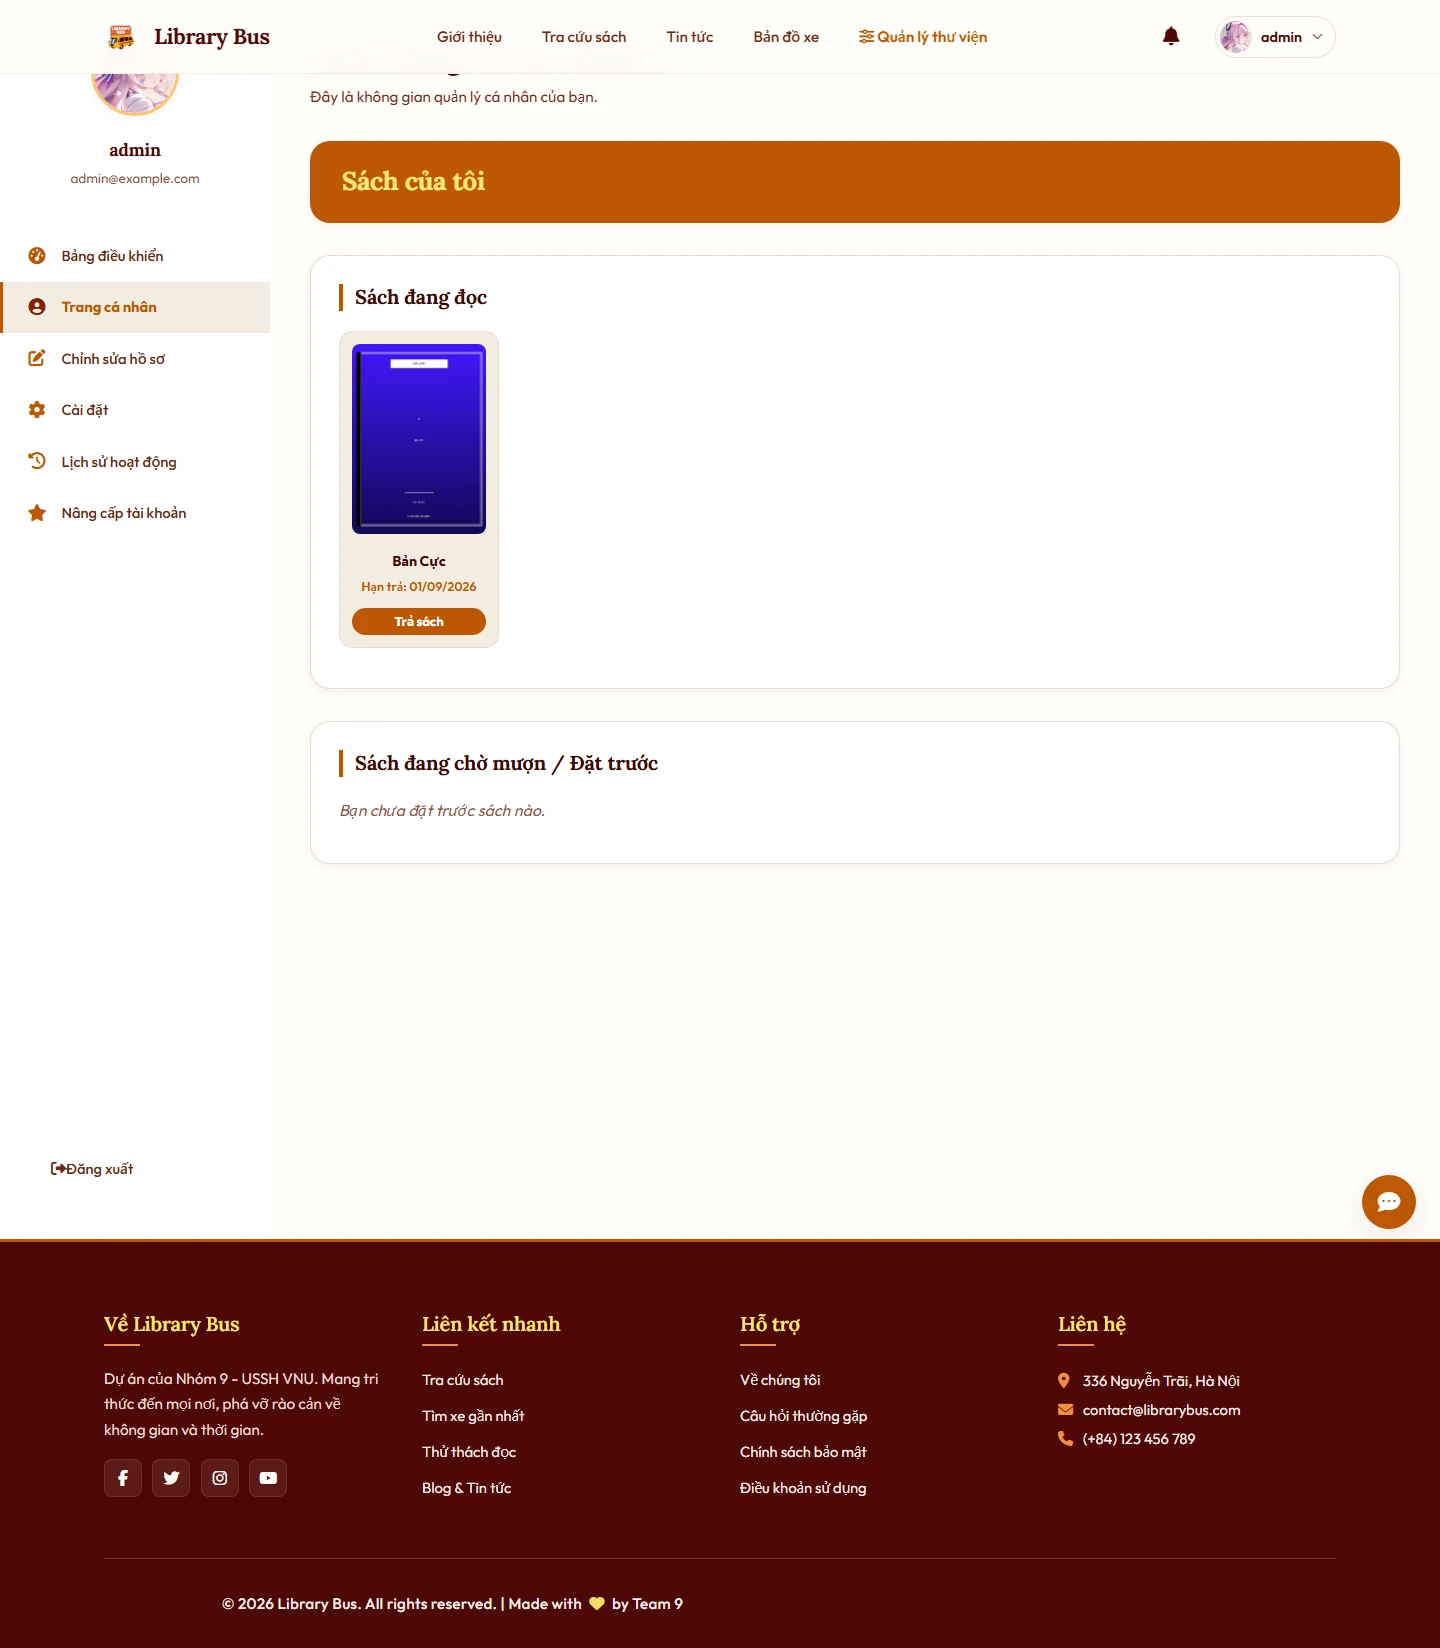 Library Bus
Giới thiệu
Tra cứu sách
Tin tức
Bản đồ xe
Quản lý thư viện
admin
admin
admin@example.com
Bảng điều khiển
Trang cá nhân
Chỉnh sửa hồ sơ
Cài đặt
Lịch sử hoạt động
Nâng cấp tài khoản
Đăng xuất
Đây là không gian quản lý cá nhân của bạn.
Sách của tôi
Sách đang đọc
Bản Cực
Hạn trả: 01/09/2026
Trả sách
Sách đang chờ mượn / Đặt trước
Bạn chưa đặt trước sách nào.
Về Library Bus
Dự án của Nhóm 9 - USSH VNU. Mang tri
thức đến mọi nơi, phá vỡ rào cản về
không gian và thời gian.
Liên kết nhanh
Tra cứu sách
Tìm xe gần nhất
Thử thách đọc
Blog & Tin tức
Hỗ trợ
Về chúng tôi
Câu hỏi thường gặp
Chính sách bảo mật
Điều khoản sử dụng
Liên hệ
336 Nguyễn Trãi, Hà Nội
contact@librarybus.com
(+84) 123 456 789
© 2026 Library Bus. All rights reserved. | Made with by Team 9